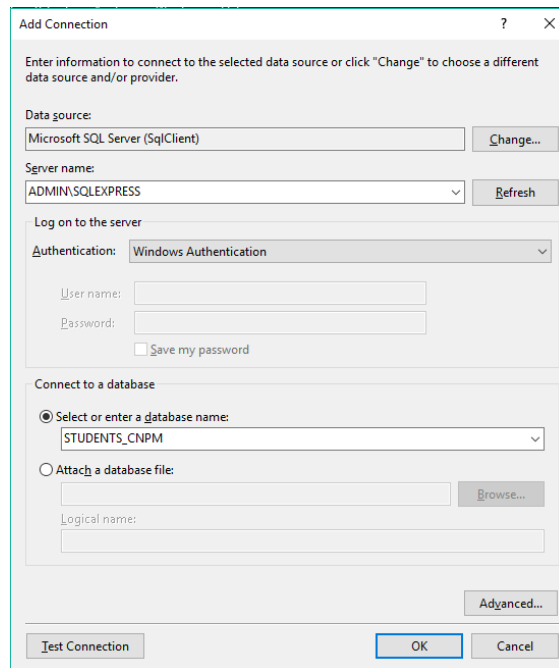 Add Connection ? ×
Enter information to connect to the selected data source or click "Change" to choose a different
data source and/or provider.
Data source:
Microsoft SQL Server (SqlClient)
Change...
Server name:
ADMIN\SQLEXPRESS
Refresh
Log on to the server
Authentication: Windows Authentication
User name:
Password:
Save my password
Connect to a database
Select or enter a database name:
STUDENTS_CNPM
Attach a database file:
Browse...
Logical name:
Advanced...
Test Connection OK Cancel